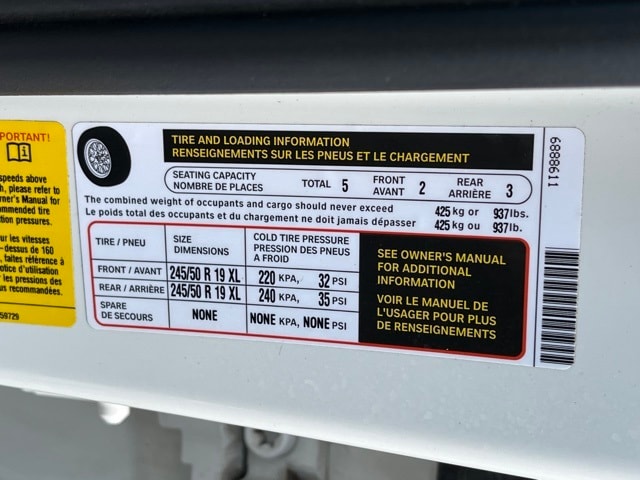 PORTANT!
speeds above
h, please refer to
wner's Manual for
ommended tire
tion pressures.
ur les vitesses
-dessus de 160
faites référence à
otice d'utilisation
les pressions des
us recommandées.
59729
TIRE AND LOADING INFORMATION
RENSEIGNEMENTS SUR LES PNEUS ET LE CHARGEMENT
SEATING CAPACITY
NOMBRE DE PLACES
TOTAL 5
FRONT
AVANT 2
REAR
ARRIÈRE 3
The combined weight of occupants and cargo should never exceed 425 kg or 937 lbs.
Le poids total des occupants et du chargement ne doit jamais dépasser 425 kg ou 937 lb.
TIRE / PNEU
SIZE
DIMENSIONS
COLD TIRE PRESSURE
PRESSION DES PNEUS
A FROID
FRONT / AVANT 245/50 R 19 XL 220 KPA, 32 PSI
REAR / ARRIÈRE 245/50 R 19 XL 240 KPA, 35 PSI
SPARE
DE SECOURS
NONE NONE KPA, NONE PSI
SEE OWNER'S MANUAL
FOR ADDITIONAL
INFORMATION
VOIR LE MANUEL DE
L'USAGER POUR PLUS
DE RENSEIGNEMENTS
6888611